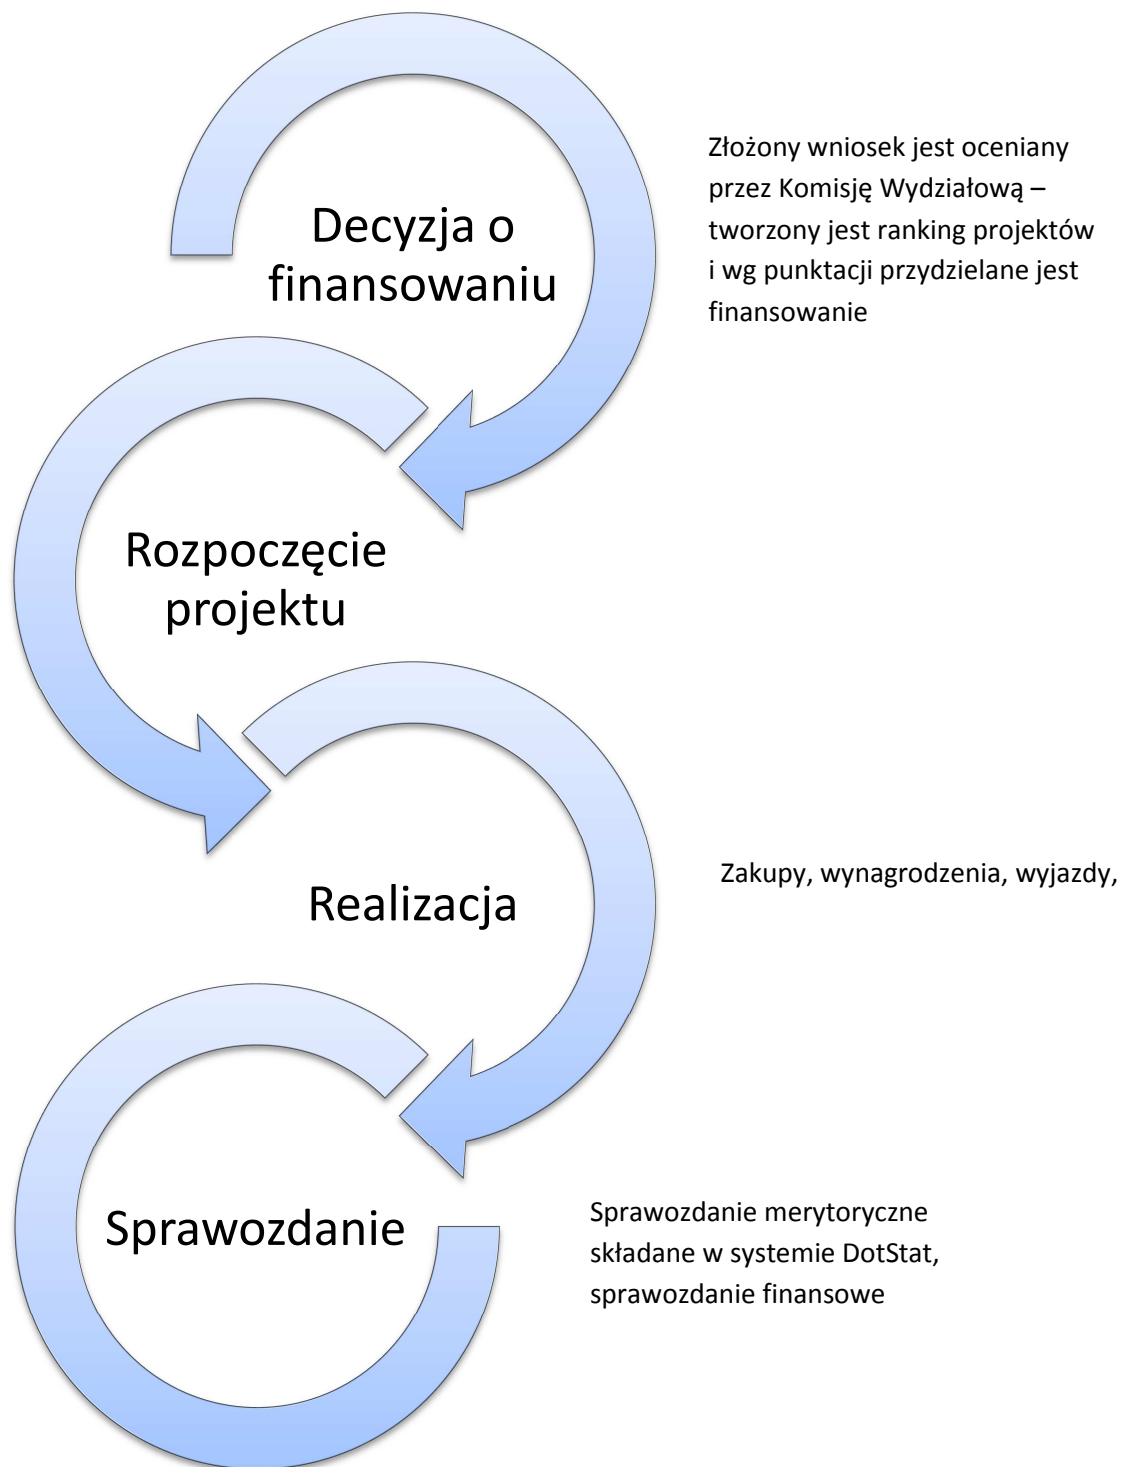 Decyzja o
finansowaniu
Złożony wniosek jest oceniany
przez Komisję Wydziałową –
tworzony jest ranking projektów
i wg punktacji przydzielane jest
finansowanie
Rozpoczęcie
projektu
Realizacja
Zakupy, wynagrodzenia, wyjazdy,
Sprawozdanie
Sprawozdanie merytoryczne
składane w systemie DotStat,
sprawozdanie finansowe